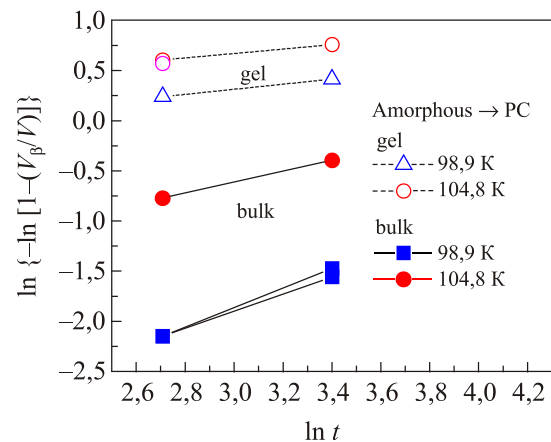 ln {–ln [1–(Vβ/V)]}
1,0
0,5
0,0
–0,5
–1,0
–1,5
–2,0
–2,5
gel
bulk
Amorphous → PC
gel
98,9 К
104,8 К
bulk
98,9 К
104,8 К
2,6 2,8 3,0 3,2 3,4 3,6 3,8 4,0 4,2
ln t